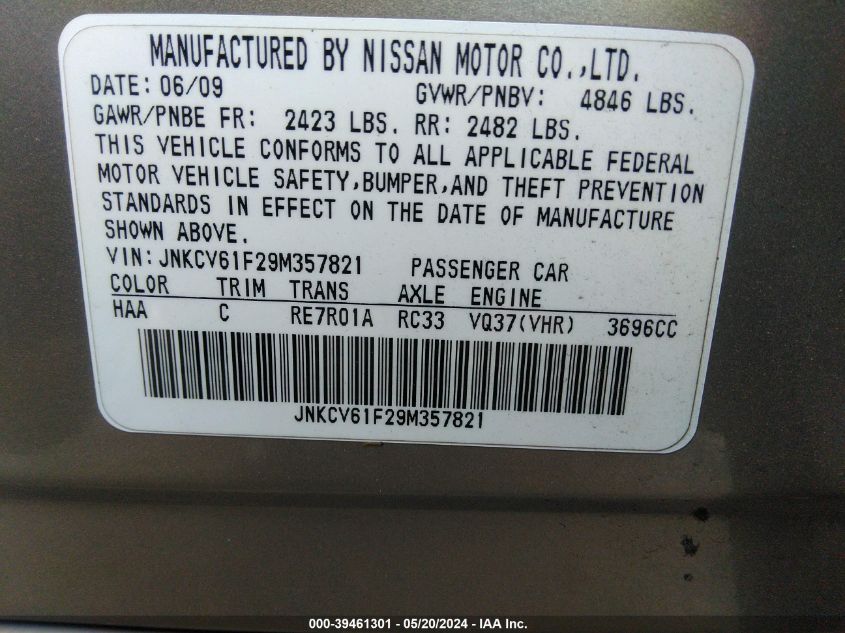 MANUFACTURED BY NISSAN MOTOR CO.,LTD.
DATE: 06/09 GVWR/PNBV: 4846 LBS.
GAWR/PNBE FR: 2423 LBS. RR: 2482 LBS.
THIS VEHICLE CONFORMS TO ALL APPLICABLE FEDERAL
MOTOR VEHICLE SAFETY,BUMPER,AND THEFT PREVENTION
STANDARDS IN EFFECT ON THE DATE OF MANUFACTURE
SHOWN ABOVE.
VIN:JNKCV61F29M357821 PASSENGER CAR
COLOR TRIM TRANS AXLE ENGINE
HAA C RE7R01A RC33 VQ37(VHR) 3696CC
JNKCV61F29M357821
000-39461301 - 05/20/2024 - IAA Inc.